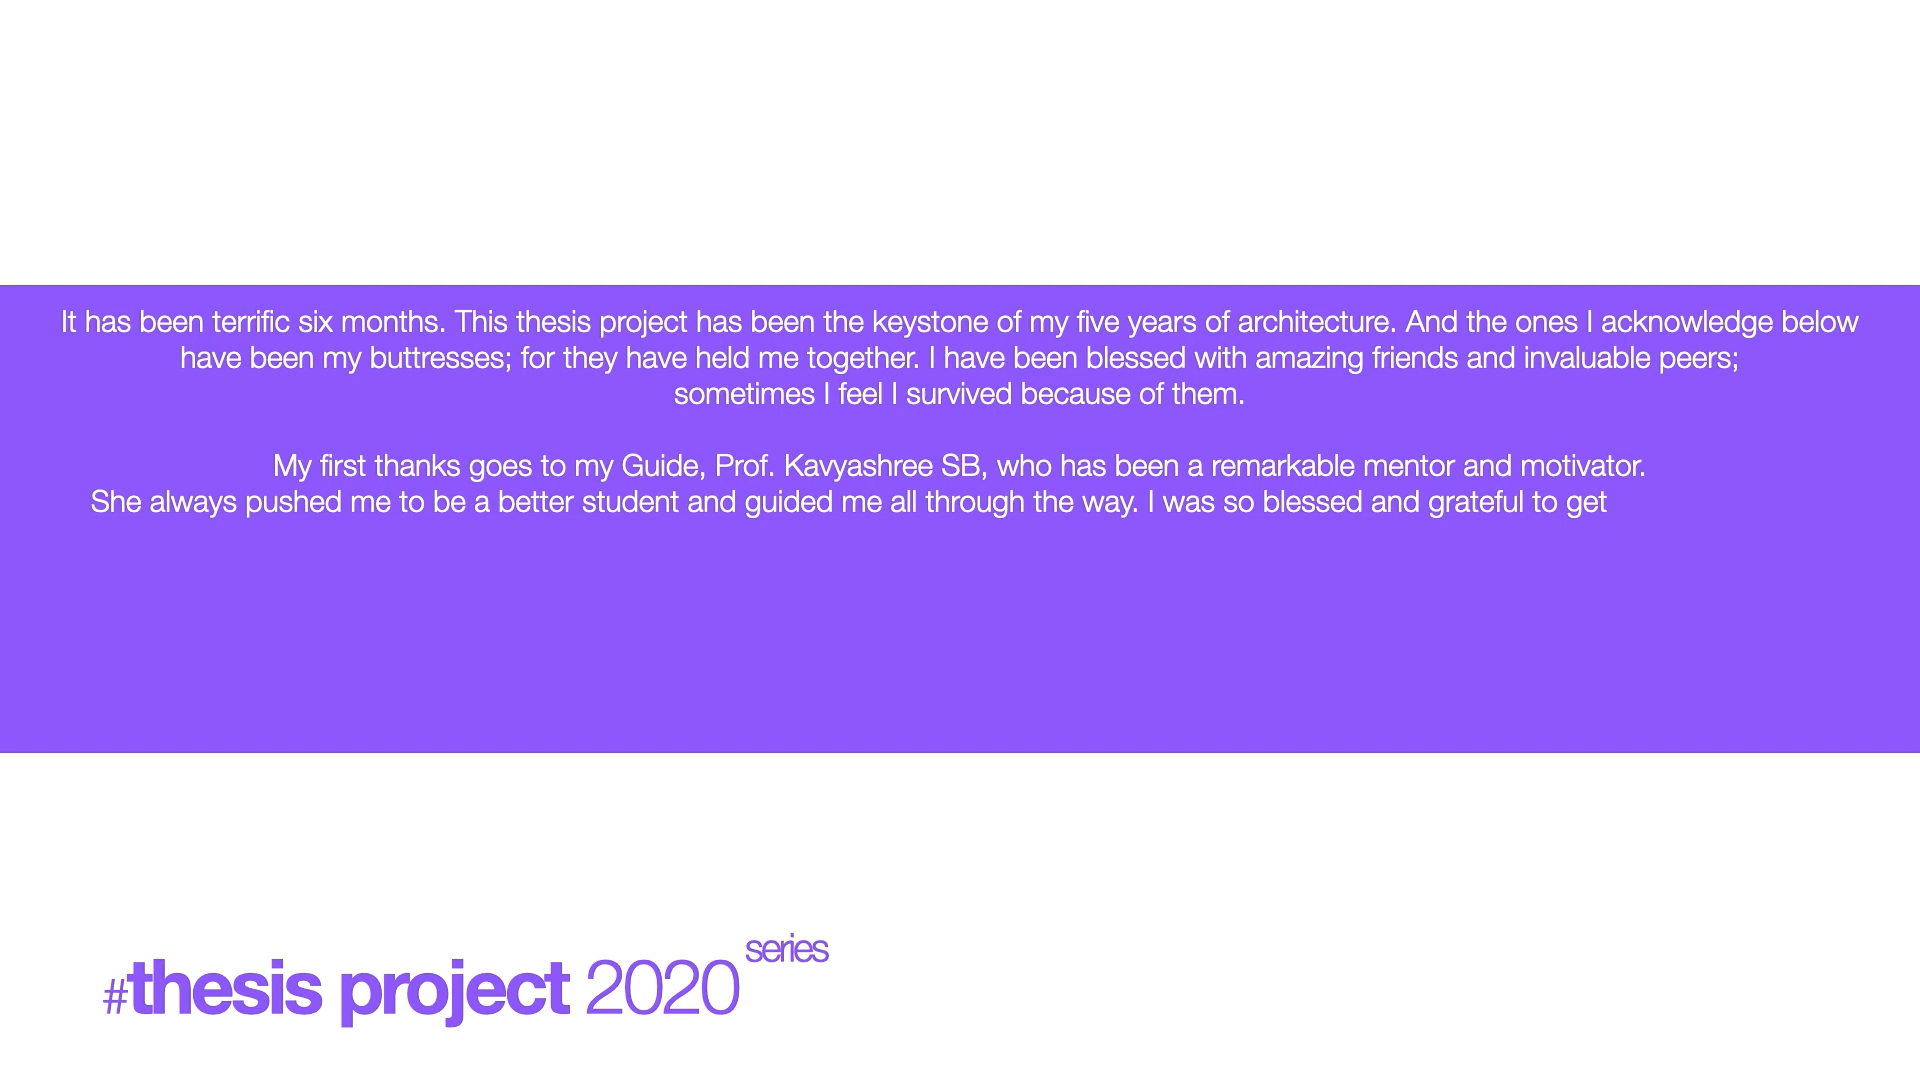 It has been terrific six months. This thesis project has been the keystone of my five years of architecture. And the ones I acknowledge below
have been my buttresses; for they have held me together. I have been blessed with amazing friends and invaluable peers;
sometimes I feel I survived because of them.
My first thanks goes to my Guide, Prof. Kavyashree SB, who has been a remarkable mentor and motivator.
She always pushed me to be a better student and guided me all through the way. I was so blessed and grateful to get
#thesis project 2020 series